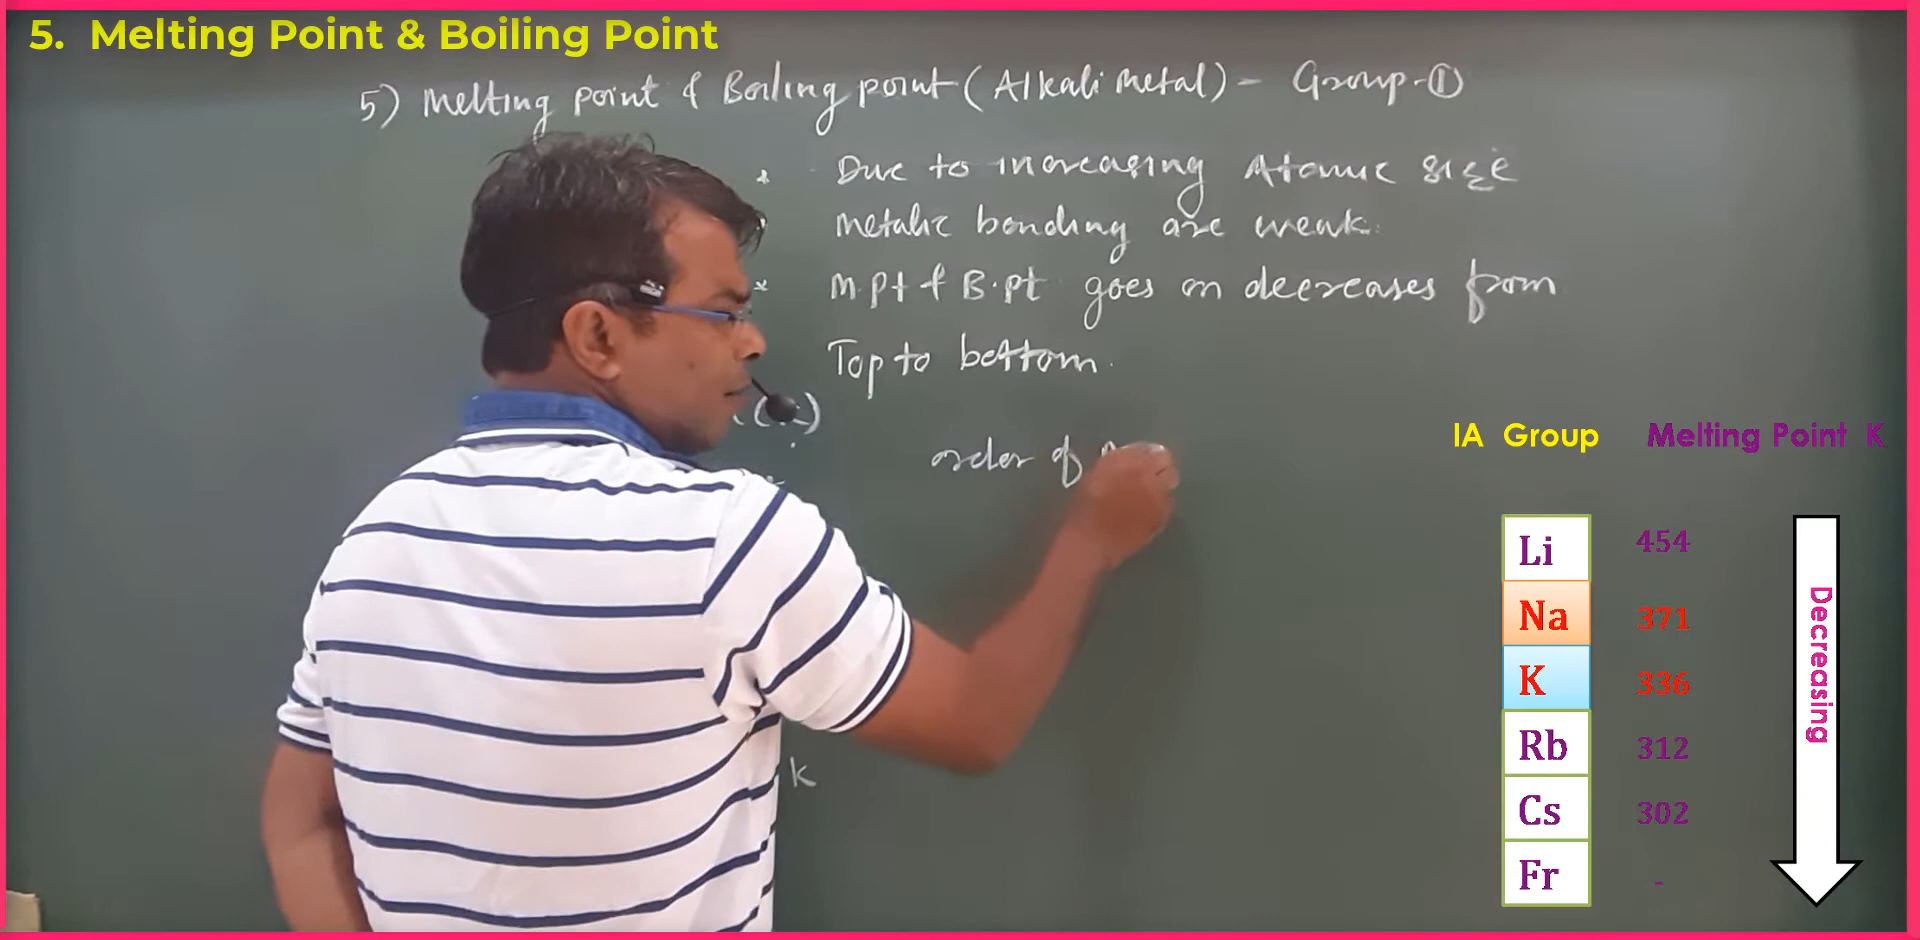 5. Melting Point & Boiling Point
5) Melting point & Boiling point (Alkali Metal) - Group-①
* Due to increasing Atomic size
Metalic bonding are weak.
* M.Pt & B.pt goes on decreases from
Top to bottom.
order of
K
IA Group Melting Point K
Li 454
Na 371
K 336
Rb 312
Cs 302
Fr -
Decreasing